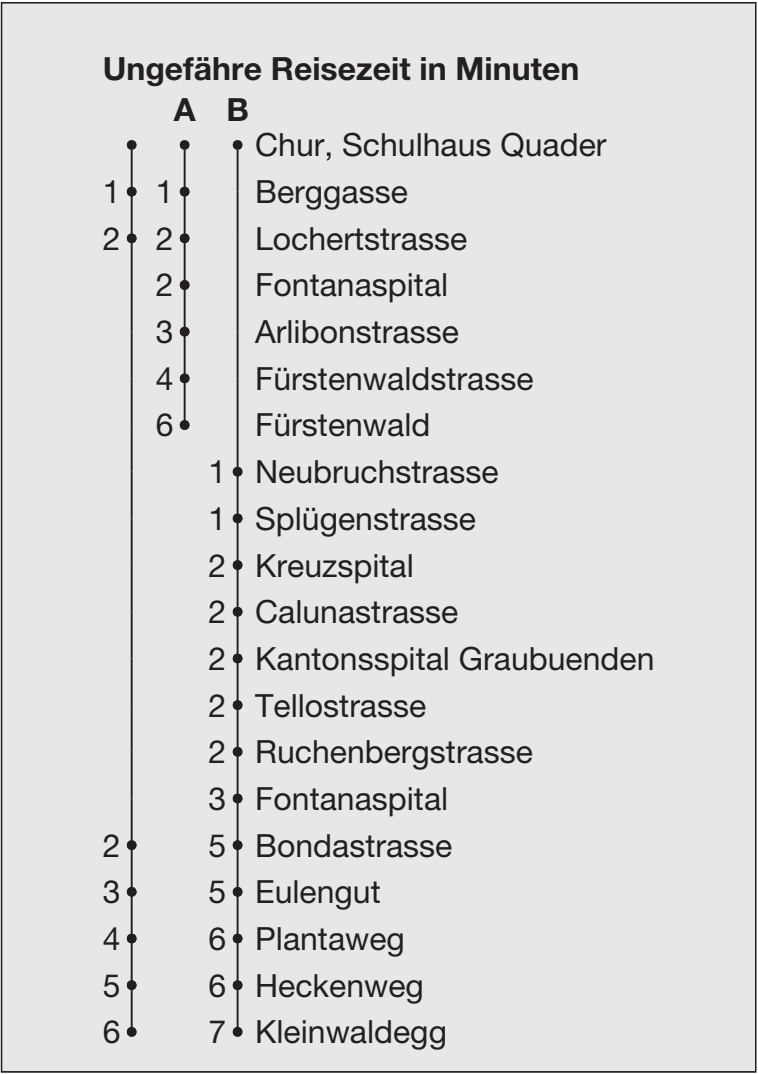 Ungefähre Reisezeit in Minuten
A B
Chur, Schulhaus Quader
1 1 Berggasse
2 2 Lochertstrasse
2 Fontanaspital
3 Arlibonstrasse
4 Fürstenwaldstrasse
6 Fürstenwald
1 Neubruchstrasse
1 Splügenstrasse
2 Kreuzspital
2 Calunastrasse
2 Kantonsspital Graubuenden
2 Tellostrasse
2 Ruchenbergstrasse
3 Fontanaspital
2 5 Bondastrasse
3 5 Eulengut
4 6 Plantaweg
5 6 Heckenweg
6 7 Kleinwaldegg